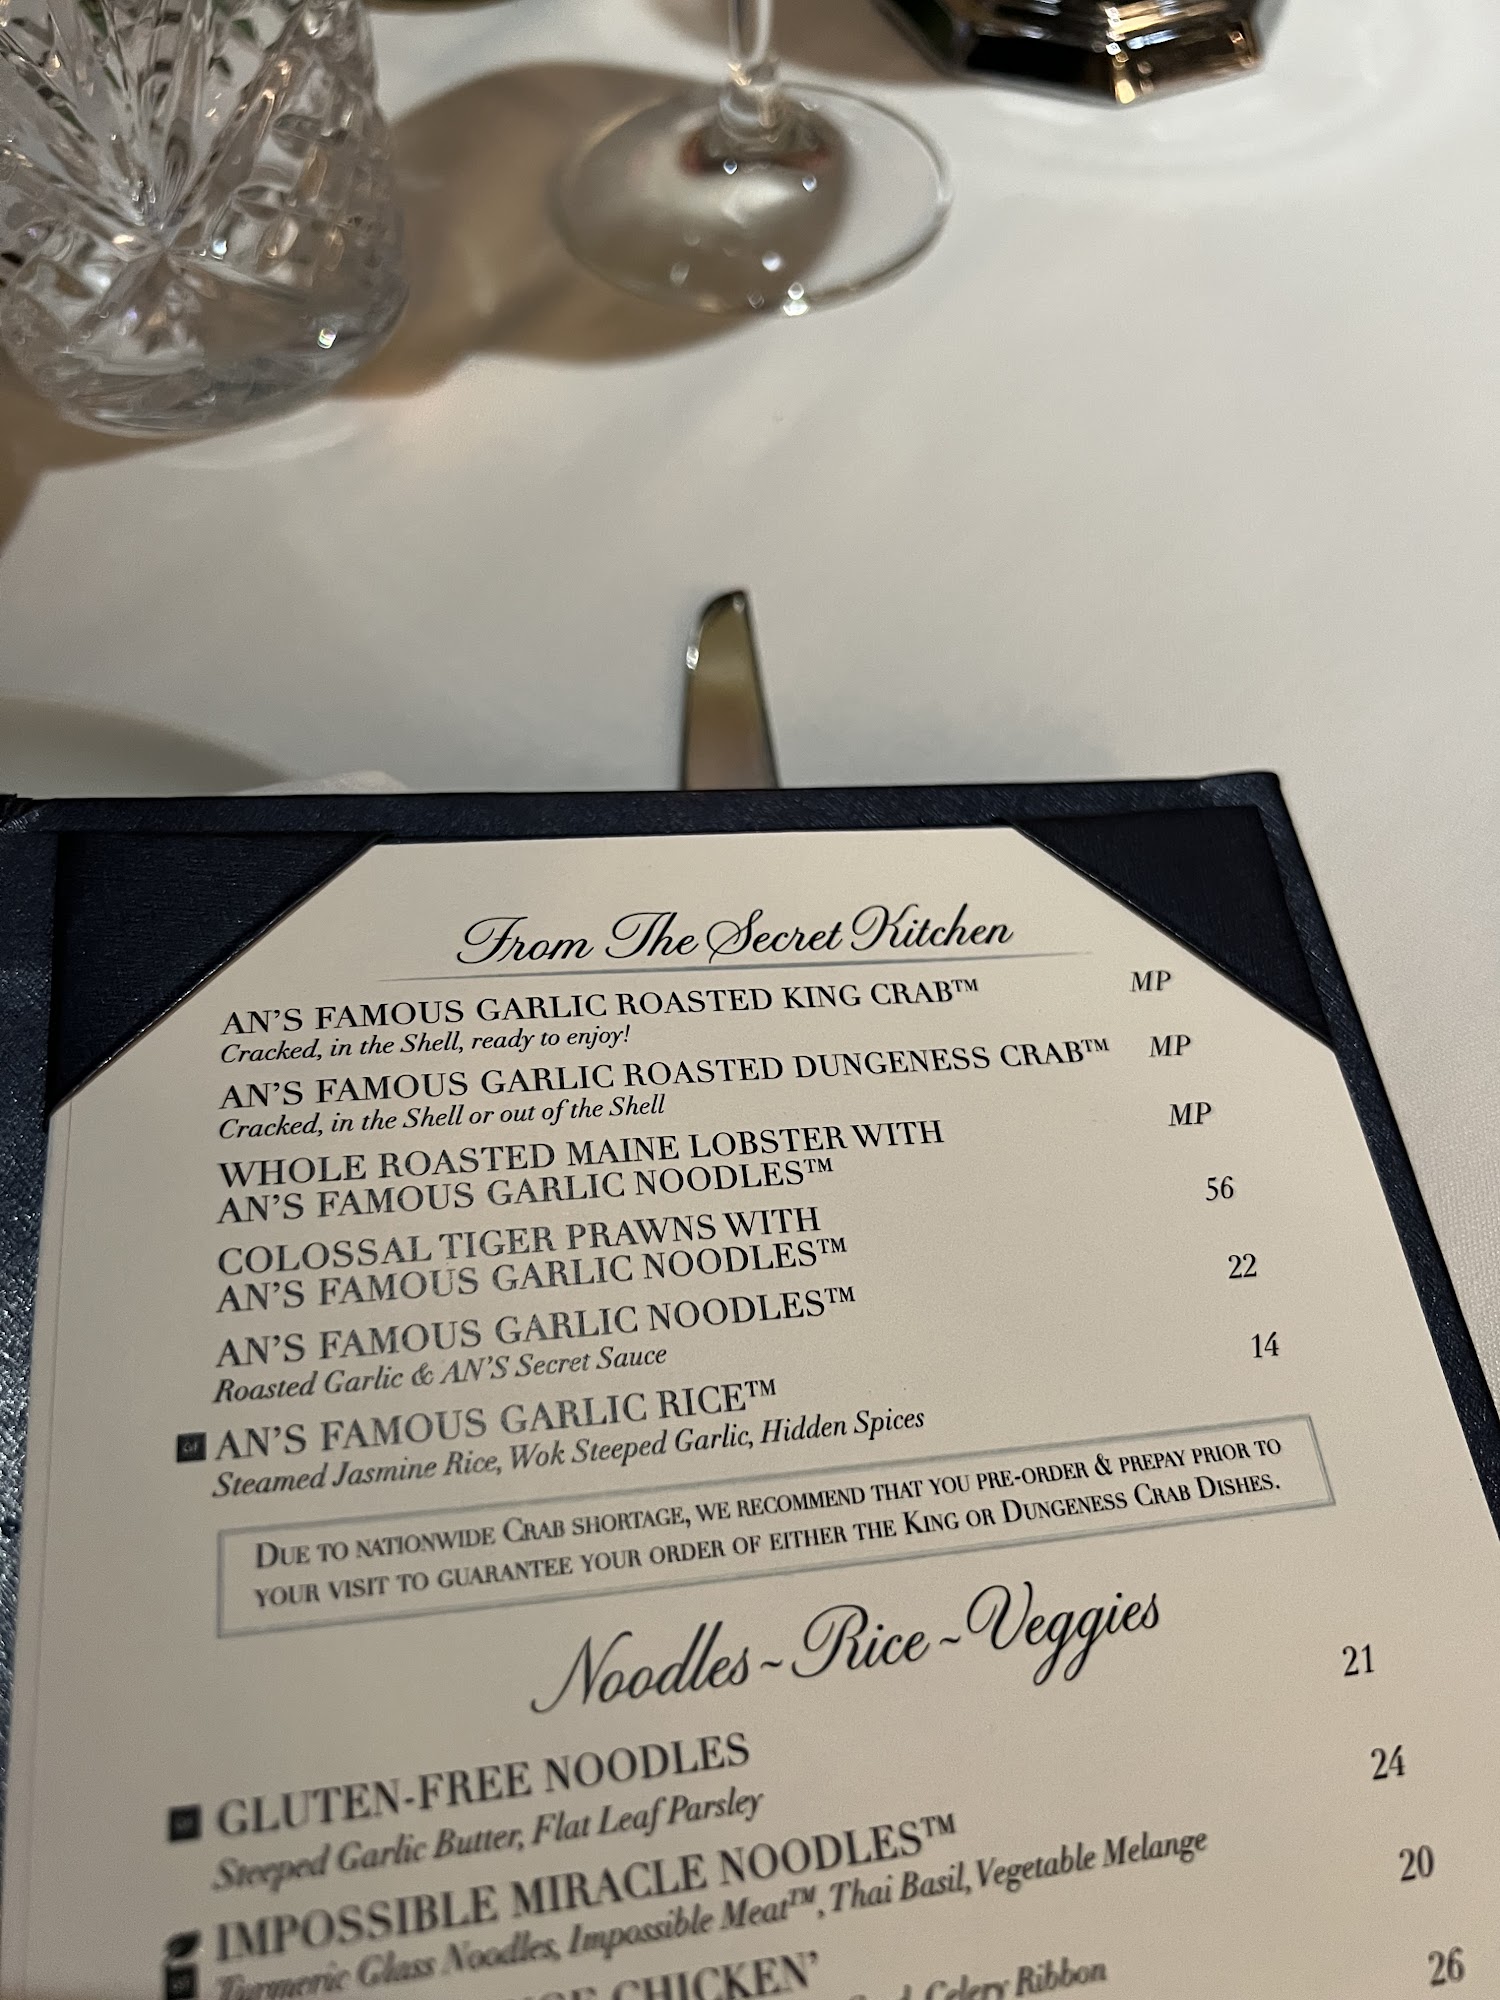 From The Secret Kitchen
AN'S FAMOUS GARLIC ROASTED KING CRAB™ MP
Cracked, in the Shell, ready to enjoy!
AN'S FAMOUS GARLIC ROASTED DUNGENESS CRAB™ MP
Cracked, in the Shell or out of the Shell
WHOLE ROASTED MAINE LOBSTER WITH MP
AN'S FAMOUS GARLIC NOODLES™
COLOSSAL TIGER PRAWNS WITH 56
AN'S FAMOUS GARLIC NOODLES™
AN'S FAMOUS GARLIC NOODLES™ 22
Roasted Garlic & AN'S Secret Sauce
GF AN'S FAMOUS GARLIC RICE™ 14
Steamed Jasmine Rice, Wok Steeped Garlic, Hidden Spices
DUE TO NATIONWIDE CRAB SHORTAGE, WE RECOMMEND THAT YOU PRE-ORDER & PREPAY PRIOR TO
YOUR VISIT TO GUARANTEE YOUR ORDER OF EITHER THE KING OR DUNGENESS CRAB DISHES.
Noodles ~ Rice ~ Veggies
GLUTEN-FREE NOODLES 21
Steeped Garlic Butter, Flat Leaf Parsley
IMPOSSIBLE MIRACLE NOODLES™ 24
Turmeric Glass Noodles, Impossible Meat™, Thai Basil, Vegetable Melange
CHICKEN' 20
Celery Ribbon
26